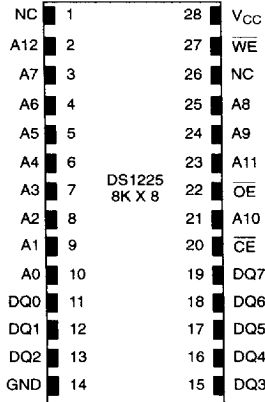 NC 1 28 VCC
A12 2 27 WE
A7 3 26 NC
A6 4 25 A8
A5 5 24 A9
A4 6 23 A11
A3 7 DS1225 22 OE
8K X 8
A2 8 21 A10
A1 9 20 CE
A0 10 19 DQ7
DQ0 11 18 DQ6
DQ1 12 17 DQ5
DQ2 13 16 DQ4
GND 14 15 DQ3